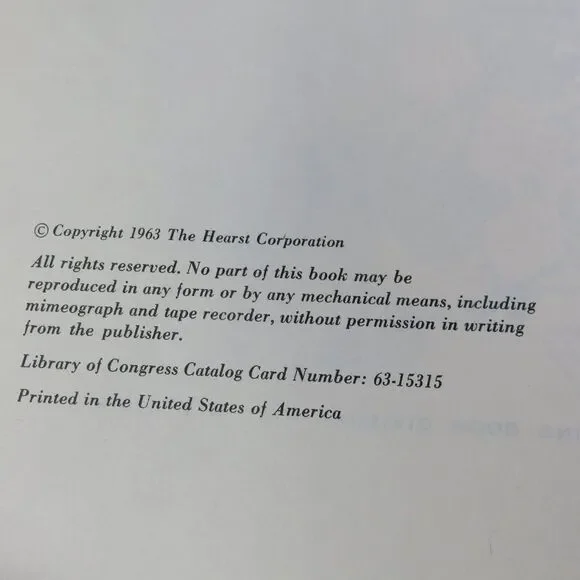 © Copyright 1963 The Hearst Corporation
All rights reserved. No part of this book may be
reproduced in any form or by any mechanical means, including
mimeograph and tape recorder, without permission in writing
from the publisher.
Library of Congress Catalog Card Number: 63-15315
Printed in the United States of America